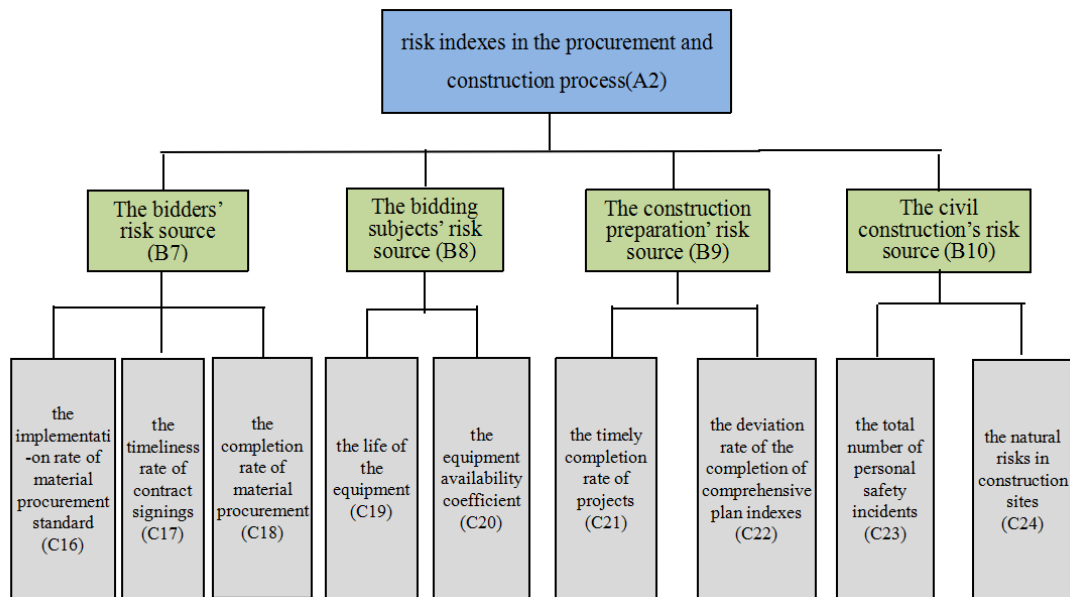 risk indexes in the procurement and
construction process(A2)
The bidders’
risk source
(B7)
The bidding
subjects’ risk
source (B8)
The construction
preparation’ risk
source (B9)
The civil
construction’s risk
source (B10)
the
implementati
-on rate of
material
procurement
standard
(C16)
the
timeliness
rate of
contract
signings
(C17)
the
completion
rate of
material
procurement
(C18)
the life of
the
equipment
(C19)
the
equipment
availability
coefficient
(C20)
the timely
completion
rate of
projects
(C21)
the deviation
rate of the
completion of
comprehensive
plan indexes
(C22)
the total
number of
personal
safety
incidents
(C23)
the natural
risks in
construction
sites
(C24)